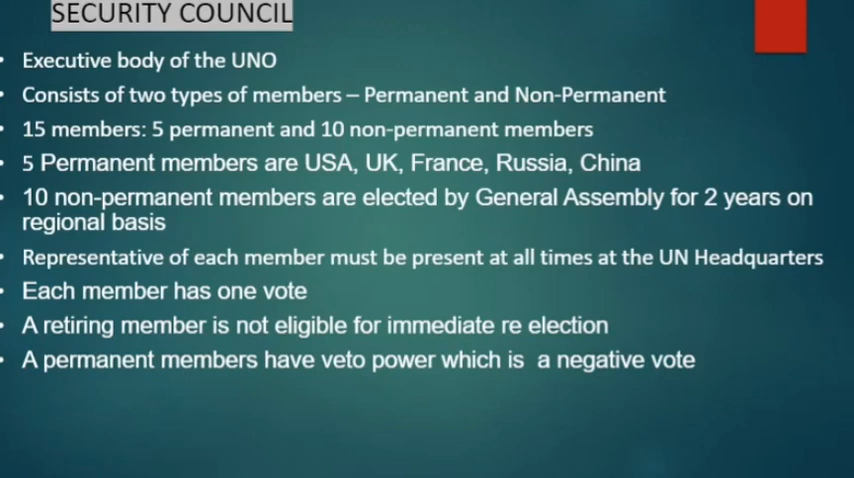 SECURITY COUNCIL
• Executive body of the UNO
• Consists of two types of members – Permanent and Non-Permanent
• 15 members: 5 permanent and 10 non-permanent members
• 5 Permanent members are USA, UK, France, Russia, China
• 10 non-permanent members are elected by General Assembly for 2 years on
regional basis
• Representative of each member must be present at all times at the UN Headquarters
• Each member has one vote
• A retiring member is not eligible for immediate re election
• A permanent members have veto power which is  a negative vote